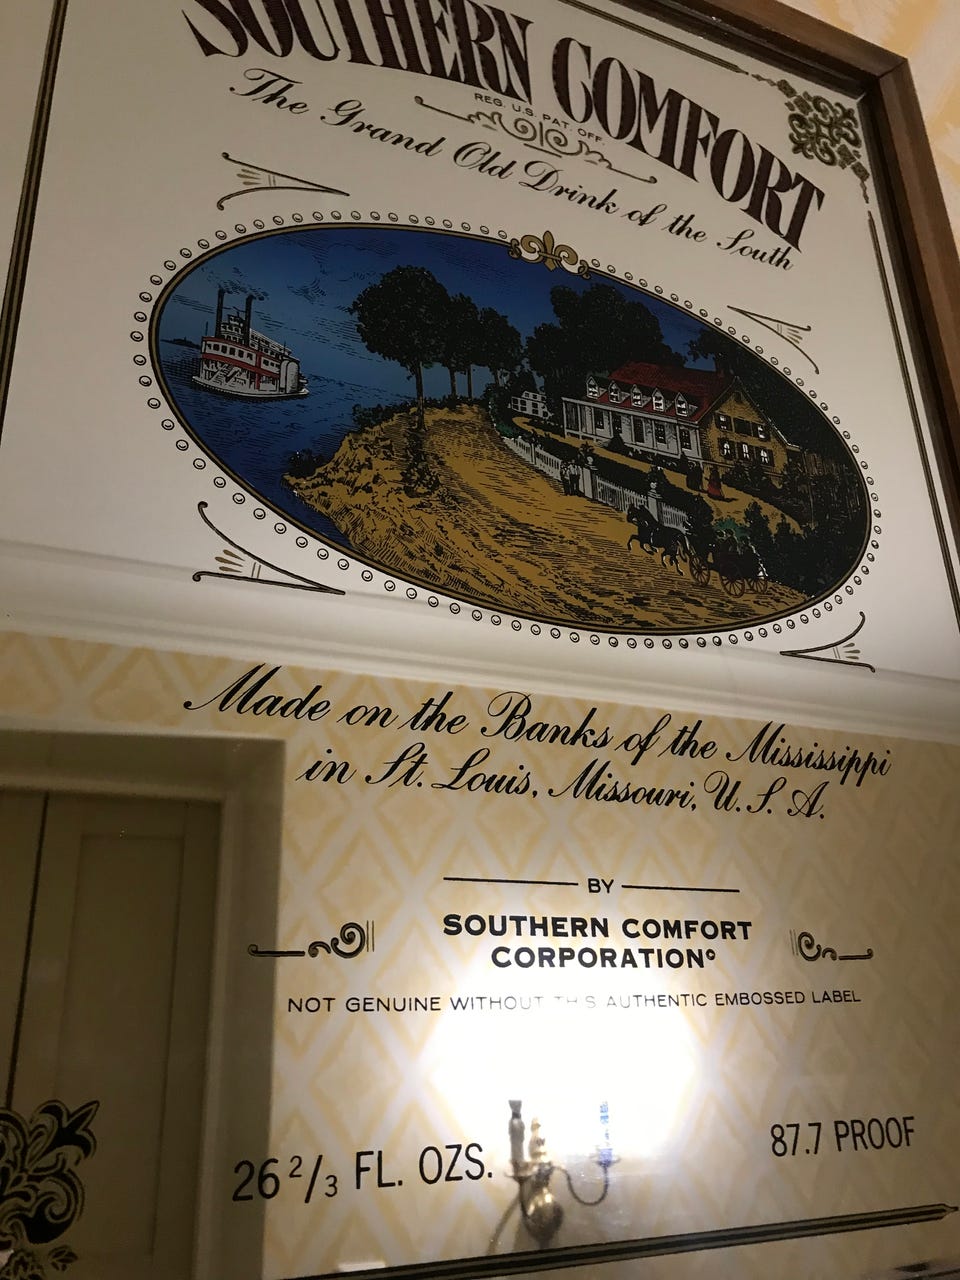 SOUTHERN COMFORT
REG. U.S. PAT. OFF.
The Grand Old Drink of the South
Made on the Banks of the Mississippi
in St. Louis, Missouri, U.S.A.
BY
SOUTHERN COMFORT
CORPORATION®
NOT GENUINE WITHOUT THIS AUTHENTIC EMBOSSED LABEL
26 2/3 FL. OZS.
87.7 PROOF